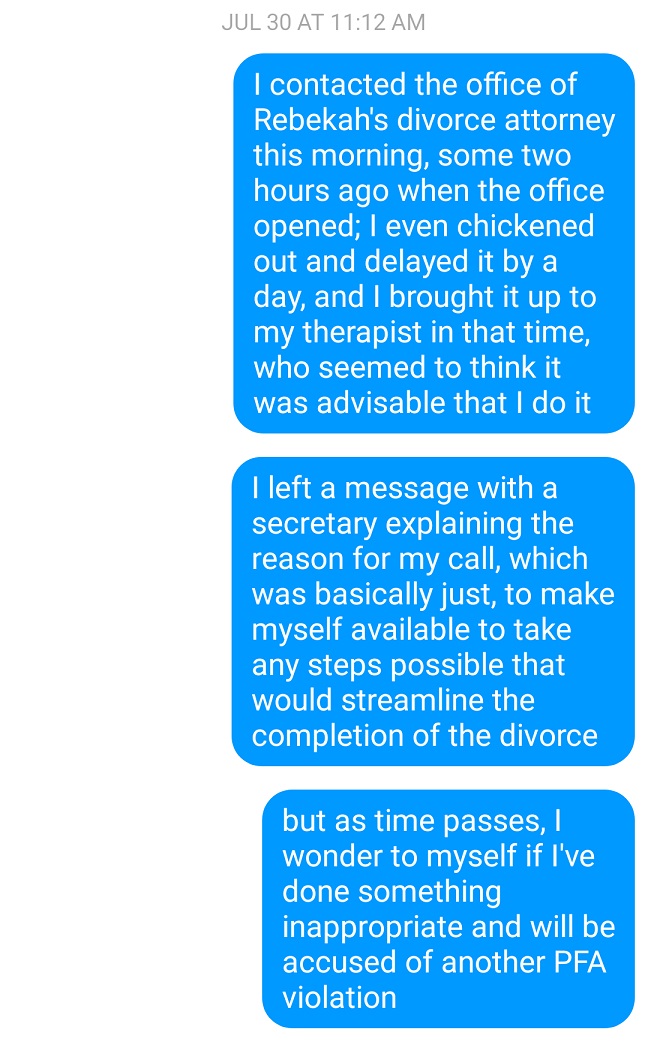 JUL 30 AT 11:12 AM
I contacted the office of
Rebekah's divorce attorney
this morning, some two
hours ago when the office
opened; I even chickened
out and delayed it by a
day, and I brought it up to
my therapist in that time,
who seemed to think it
was advisable that I do it
I left a message with a
secretary explaining the
reason for my call, which
was basically just, to make
myself available to take
any steps possible that
would streamline the
completion of the divorce
but as time passes, I
wonder to myself if I've
done something
inappropriate and will be
accused of another PFA
violation